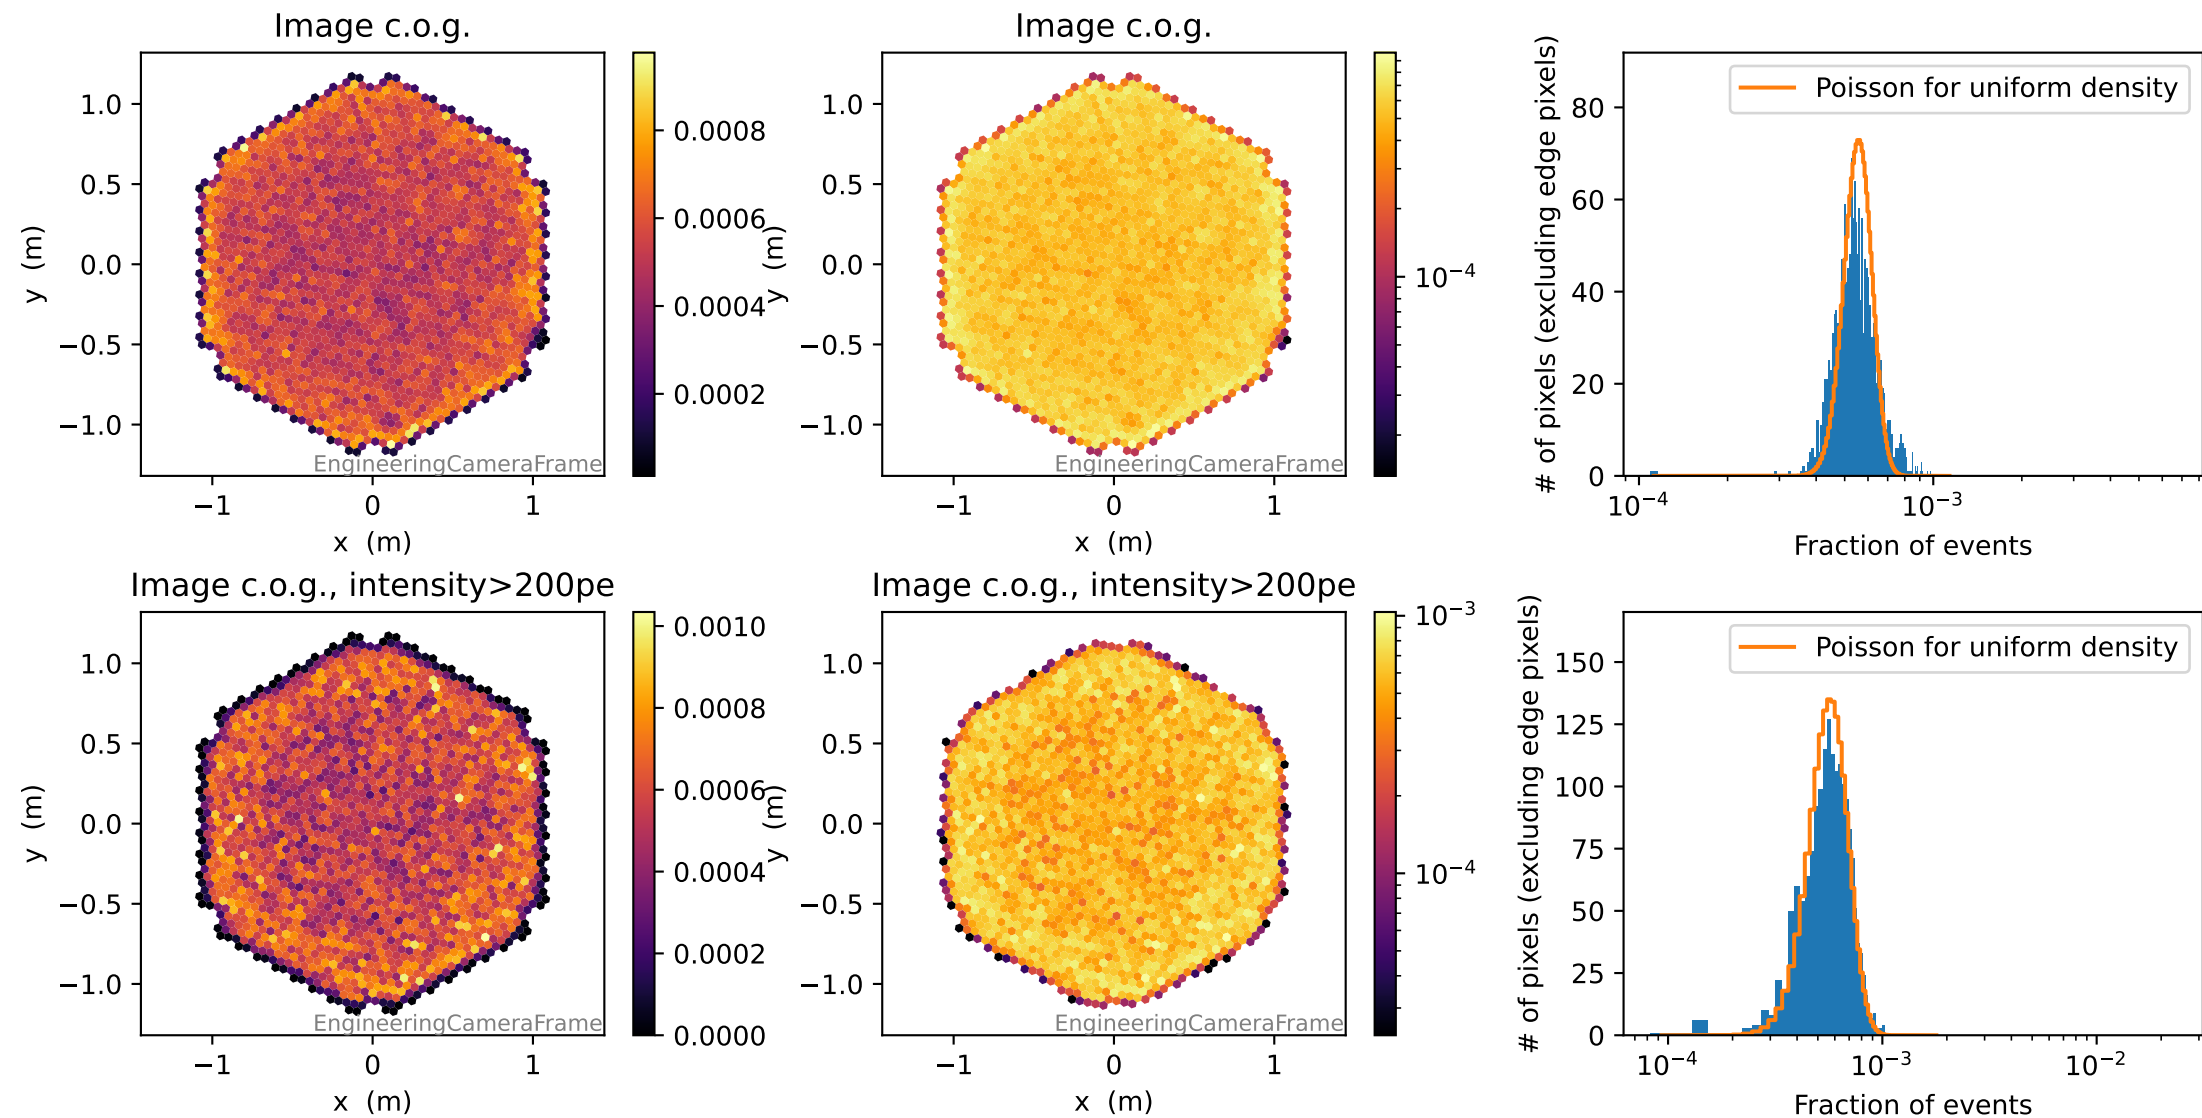 Image c.o.g.
y (m)
1.0
0.5
0.0
−0.5
−1.0
−1
0
1
x (m)
EngineeringCameraFrame
0.0008
0.0006
0.0004
0.0002
Image c.o.g.
y (m)
1.0
0.5
0.0
−0.5
−1.0
−1
0
1
x (m)
EngineeringCameraFrame
10−4
# of pixels (excluding edge pixels)
80
60
40
20
0
Poisson for uniform density
10−4
10−3
Fraction of events
Image c.o.g., intensity>200pe
y (m)
1.0
0.5
0.0
−0.5
−1.0
−1
0
1
x (m)
EngineeringCameraFrame
0.0010
0.0008
0.0006
0.0004
0.0002
0.0000
Image c.o.g., intensity>200pe
y (m)
1.0
0.5
0.0
−0.5
−1.0
−1
0
1
x (m)
EngineeringCameraFrame
10−3
10−4
# of pixels (excluding edge pixels)
150
125
100
75
50
25
0
Poisson for uniform density
10−4
10−3
10−2
Fraction of events